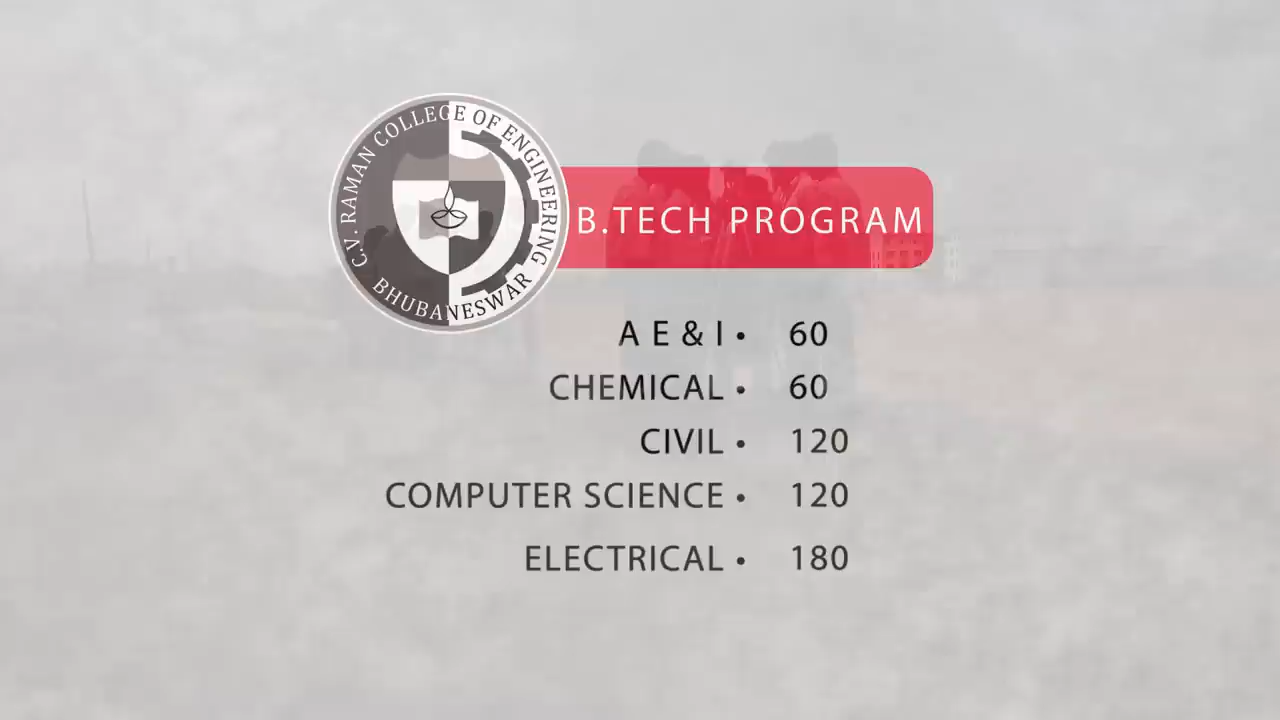 C.V. RAMAN COLLEGE OF ENGINEERING
BHUBANESWAR
B.TECH PROGRAM
A E & I • 60
CHEMICAL • 60
CIVIL • 120
COMPUTER SCIENCE • 120
ELECTRICAL • 180